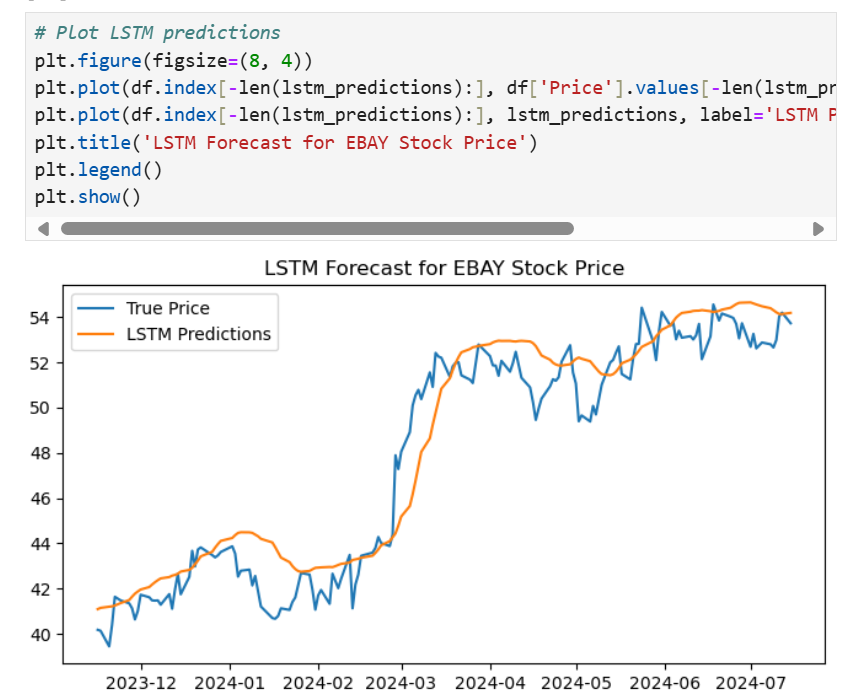 # Plot LSTM predictions
plt.figure(figsize=(8, 4))
plt.plot(df.index[-len(lstm_predictions):], df['Price'].values[-len(lstm_pr
plt.plot(df.index[-len(lstm_predictions):], lstm_predictions, label='LSTM P
plt.title('LSTM Forecast for EBAY Stock Price')
plt.legend()
plt.show()
LSTM Forecast for EBAY Stock Price
True Price
LSTM Predictions
54
52
50
48
46
44
42
40
2023-12 2024-01 2024-02 2024-03 2024-04 2024-05 2024-06 2024-07